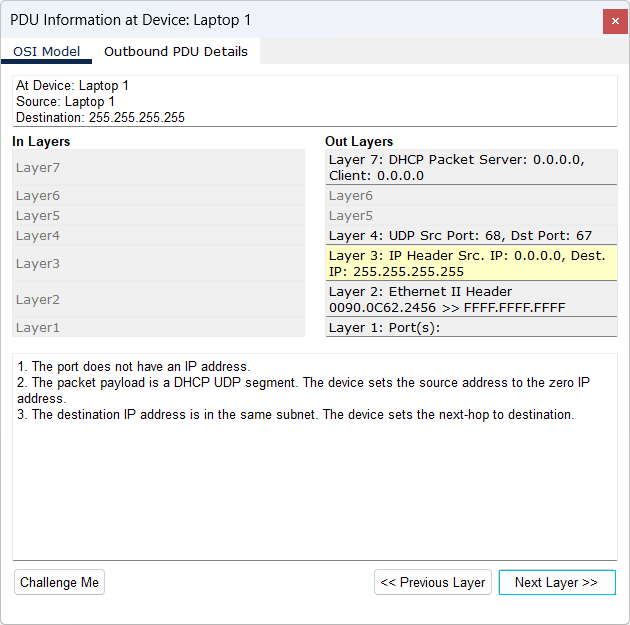 PDU Information at Device: Laptop 1
×
OSI Model Outbound PDU Details
At Device: Laptop 1
Source: Laptop 1
Destination: 255.255.255.255
In Layers
Layer7
Layer6
Layer5
Layer4
Layer3
Layer2
Layer1
Out Layers
Layer 7: DHCP Packet Server: 0.0.0.0,
Client: 0.0.0.0
Layer6
Layer5
Layer 4: UDP Src Port: 68, Dst Port: 67
Layer 3: IP Header Src. IP: 0.0.0.0, Dest.
IP: 255.255.255.255
Layer 2: Ethernet II Header
0090.0C62.2456 >> FFFF.FFFF.FFFF
Layer 1: Port(s):
1. The port does not have an IP address.
2. The packet payload is a DHCP UDP segment. The device sets the source address to the zero IP
address.
3. The destination IP address is in the same subnet. The device sets the next-hop to destination.
Challenge Me
<< Previous Layer
Next Layer >>